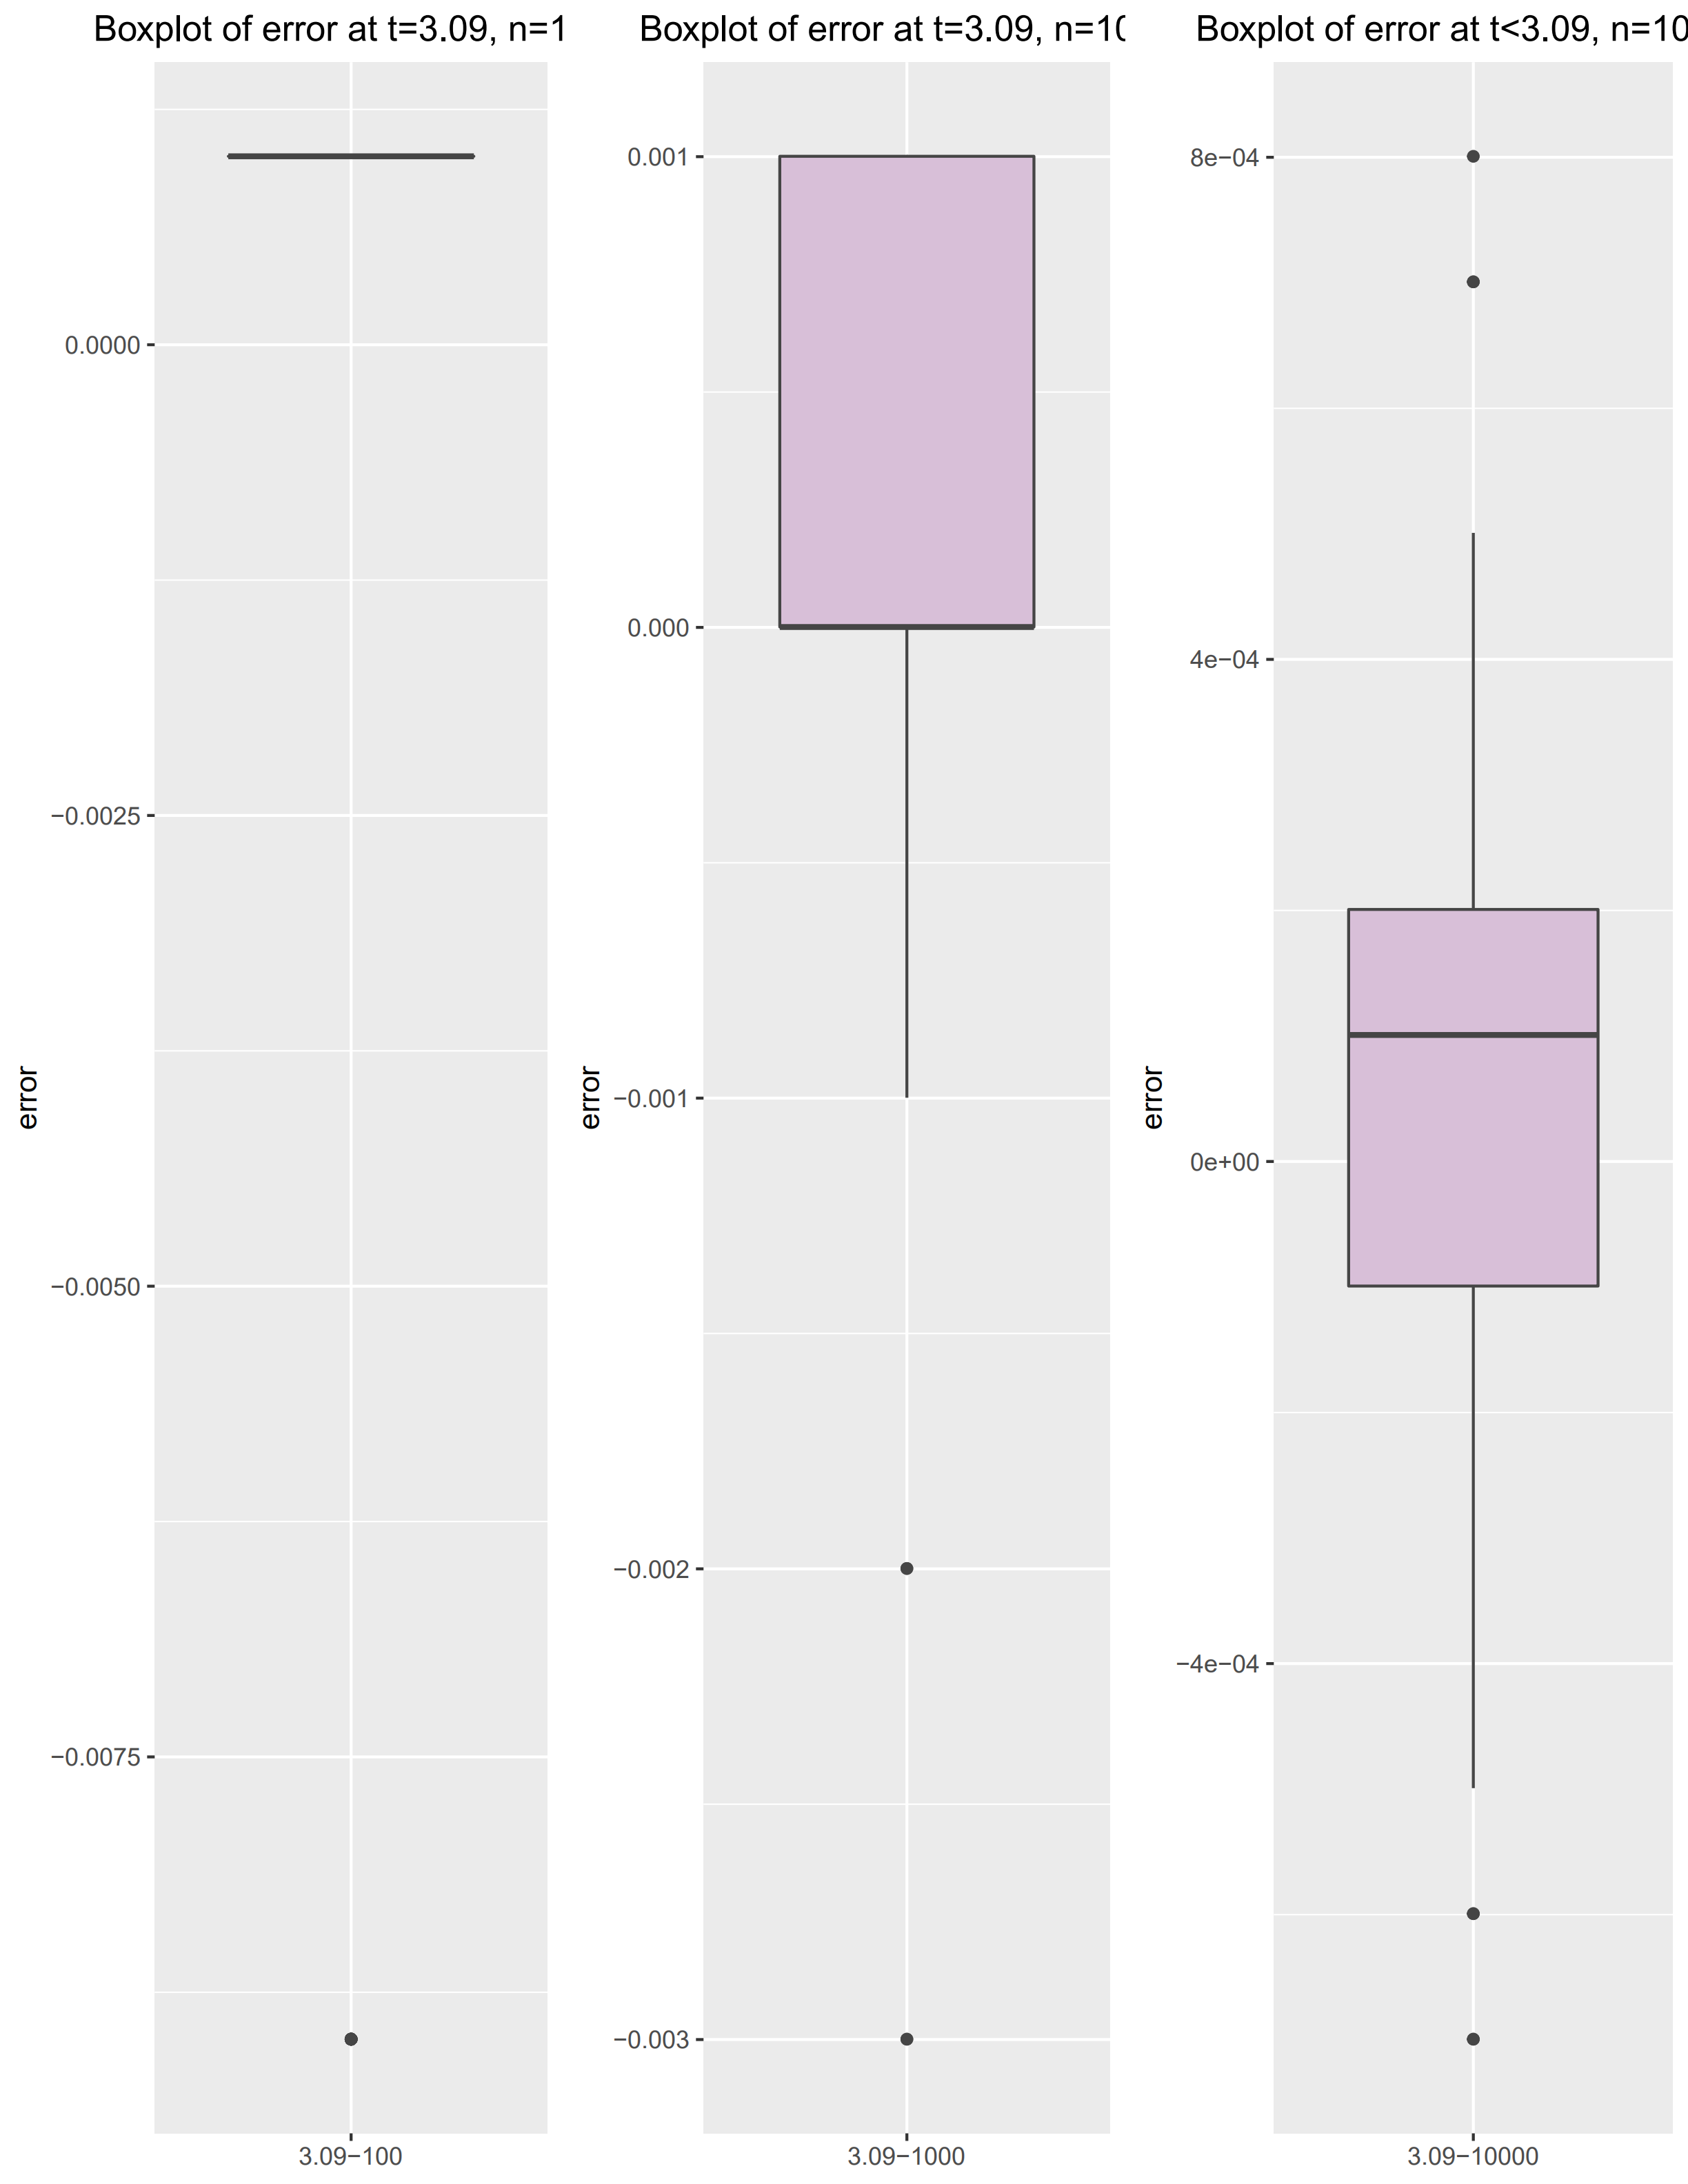 Boxplot of error at t=3.09, n=1
0.0000
−0.0025
−0.0050
−0.0075
error
3.09−100
Boxplot of error at t=3.09, n=10
0.001
0.000
−0.001
−0.002
−0.003
error
3.09−1000
Boxplot of error at t<3.09, n=10
8e−04
4e−04
0e+00
−4e−04
error
3.09−10000